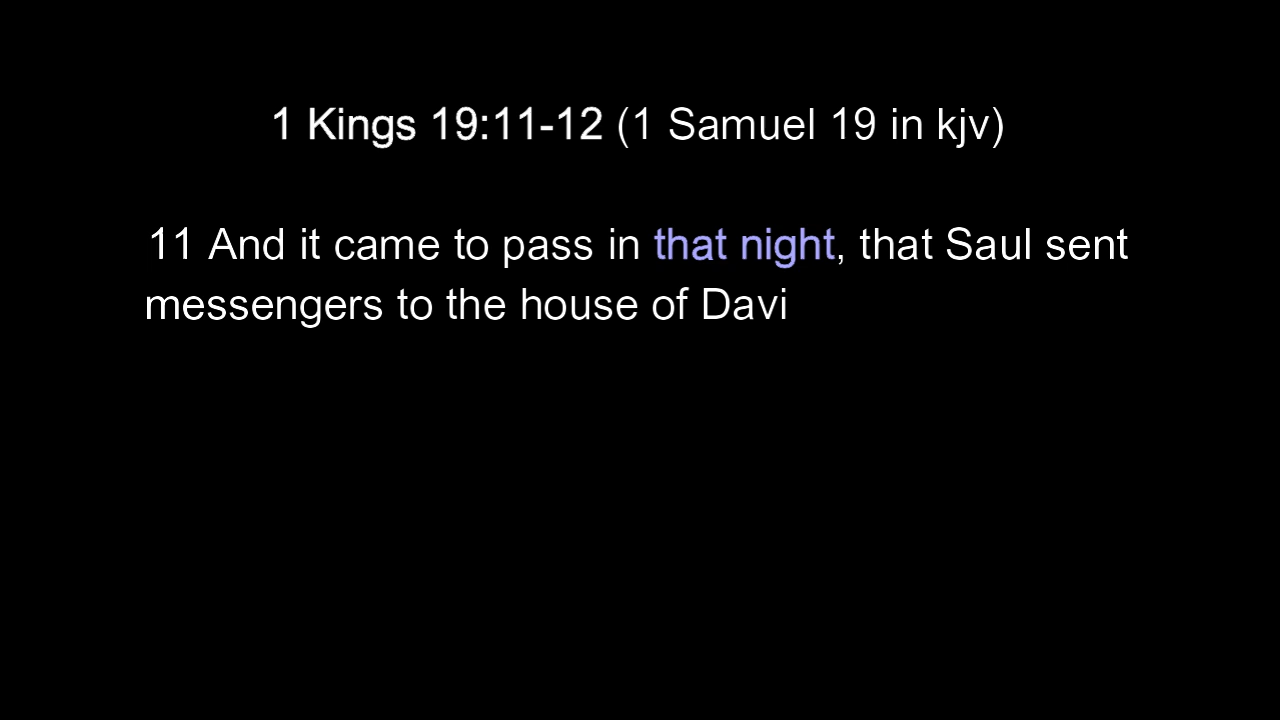 1 Kings 19:11-12 (1 Samuel 19 in kjv)
11 And it came to pass in that night, that Saul sent
messengers to the house of Davi